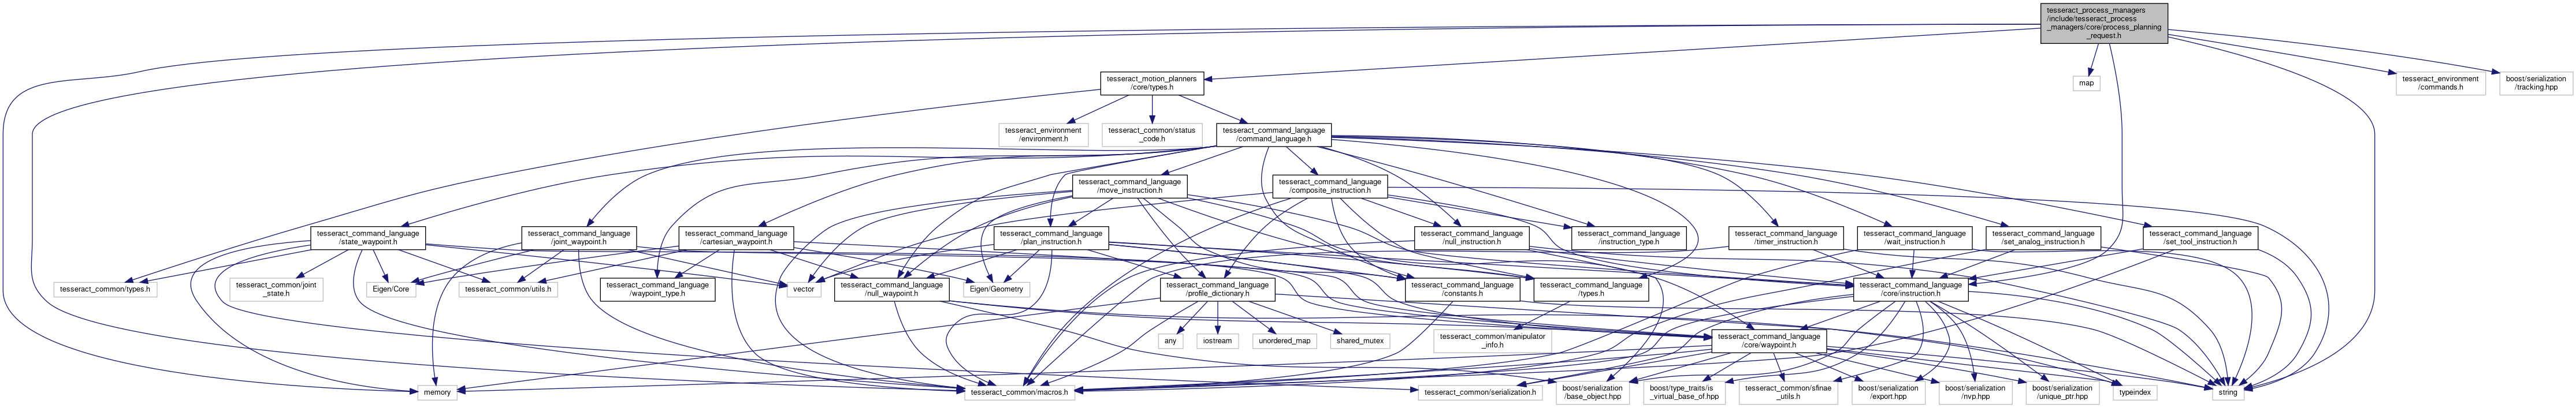 tesseract_process_managers
/include/tesseract_process
_managers/core/process_planning
_request.h
tesseract_motion_planners
/core/types.h
map
tesseract_environment
/commands.h
boost/serialization
/tracking.hpp
tesseract_environment
/environment.h
tesseract_common/status
_code.h
tesseract_command_language
/command_language.h
tesseract_command_language
/move_instruction.h
tesseract_command_language
/composite_instruction.h
tesseract_command_language
/state_waypoint.h
tesseract_command_language
/joint_waypoint.h
tesseract_command_language
/cartesian_waypoint.h
tesseract_command_language
/plan_instruction.h
tesseract_command_language
/null_instruction.h
tesseract_command_language
/instruction_type.h
tesseract_command_language
/timer_instruction.h
tesseract_command_language
/wait_instruction.h
tesseract_command_language
/set_analog_instruction.h
tesseract_command_language
/set_tool_instruction.h
tesseract_common/types.h
tesseract_common/joint
_state.h
Eigen/Core
tesseract_common/utils.h
tesseract_command_language
/waypoint_type.h
vector
tesseract_command_language
/null_waypoint.h
Eigen/Geometry
tesseract_command_language
/profile_dictionary.h
tesseract_command_language
/constants.h
tesseract_command_language
/types.h
tesseract_command_language
/core/instruction.h
any
iostream
unordered_map
shared_mutex
tesseract_common/manipulator
_info.h
tesseract_command_language
/core/waypoint.h
memory
tesseract_common/macros.h
tesseract_common/serialization.h
boost/serialization
/base_object.hpp
boost/type_traits/is
_virtual_base_of.hpp
tesseract_common/sfinae
_utils.h
boost/serialization
/export.hpp
boost/serialization
/nvp.hpp
boost/serialization
/unique_ptr.hpp
typeindex
string